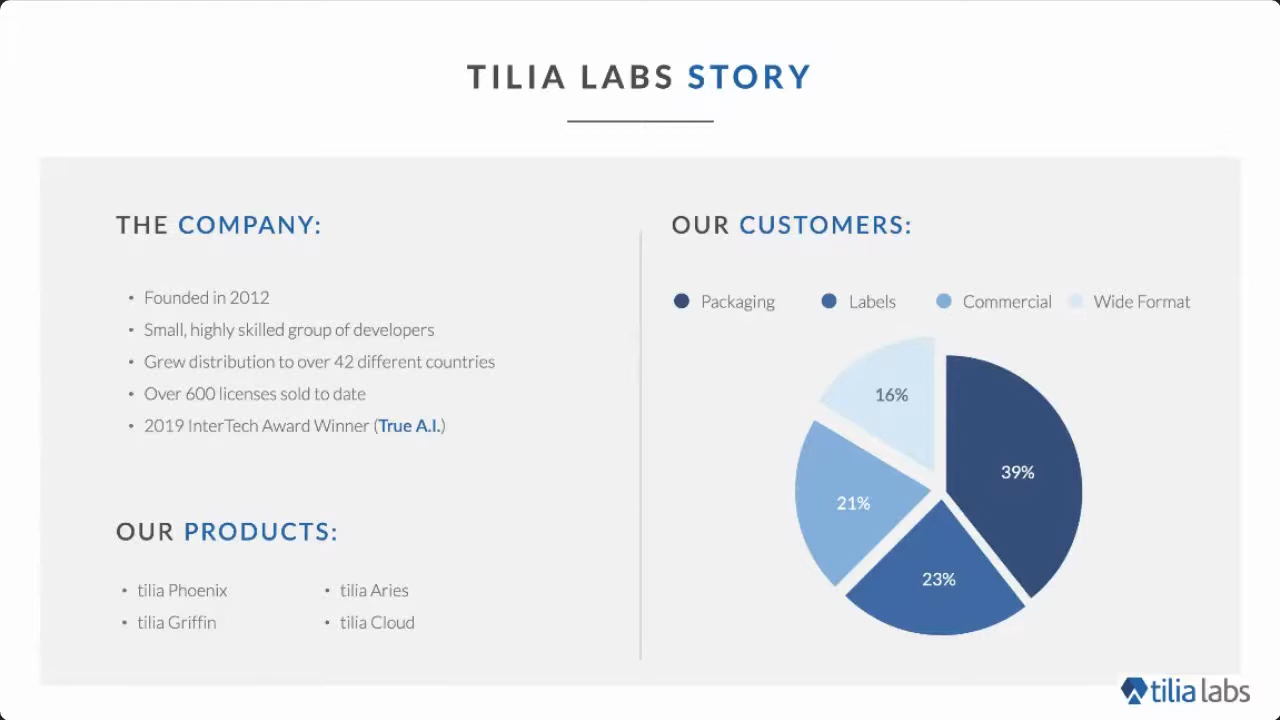 TILIA LABS STORY
THE COMPANY:
• Founded in 2012
• Small, highly skilled group of developers
• Grew distribution to over 42 different countries
• Over 600 licenses sold to date
• 2019 InterTech Award Winner (True A.I.)
OUR PRODUCTS:
• tilia Phoenix
• tilia Griffin
• tilia Aries
• tilia Cloud
OUR CUSTOMERS:
Packaging Labels Commercial Wide Format
16%
39%
21%
23%
tilia labs